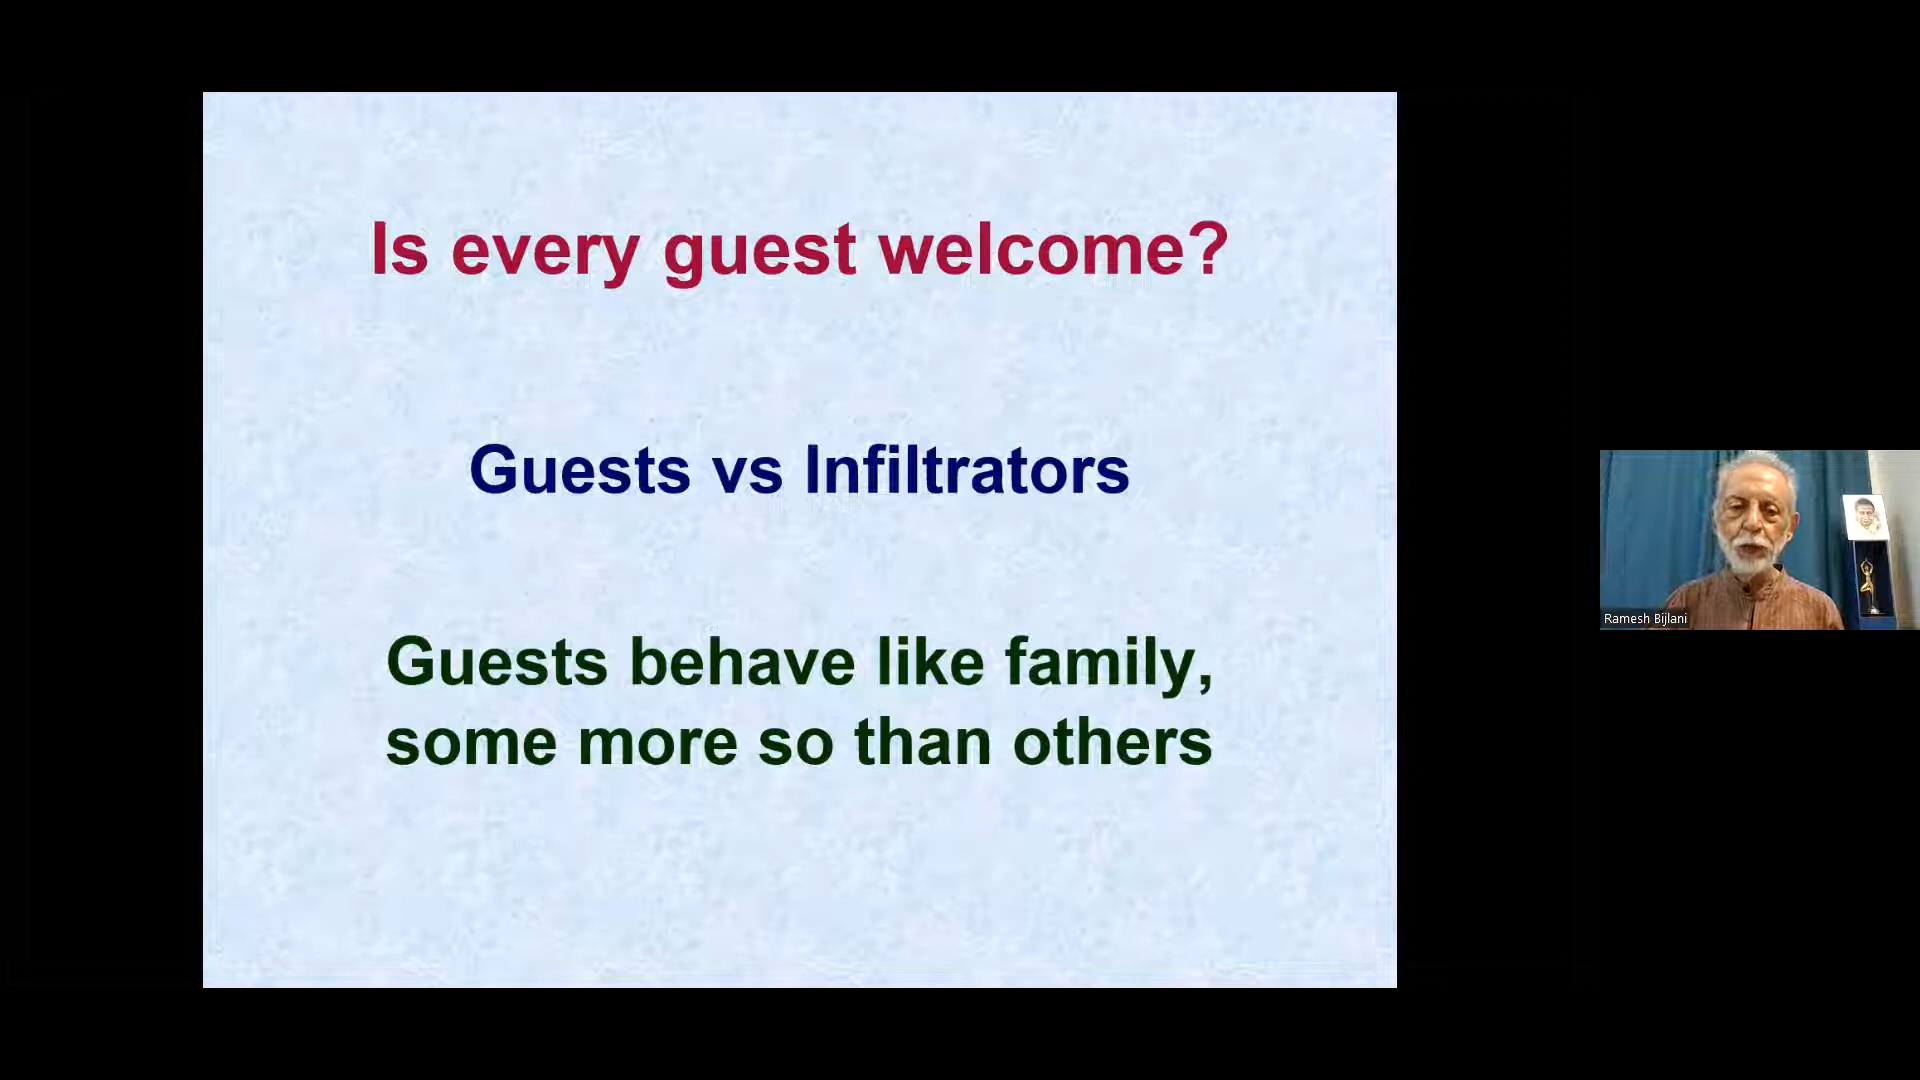 Is every guest welcome?
Guests vs Infiltrators
Guests behave like family,
some more so than others
Ramesh Bijlani